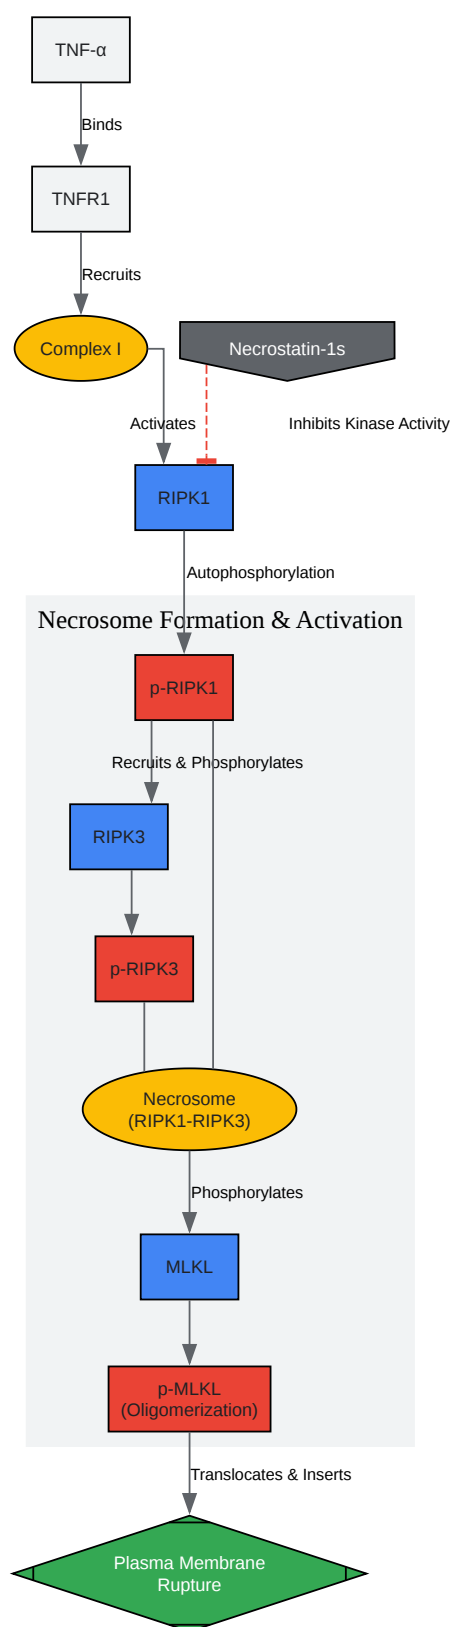 TNF-α
Binds
TNFR1
Recruits
Complex I
Necrostatin-1s
Activates
Inhibits Kinase Activity
RIPK1
Autophosphorylation
Necrosome Formation & Activation
p-RIPK1
Recruits & Phosphorylates
RIPK3
p-RIPK3
Necrosome
(RIPK1-RIPK3)
Phosphorylates
MLKL
p-MLKL
(Oligomerization)
Translocates & Inserts
Plasma Membrane
Rupture